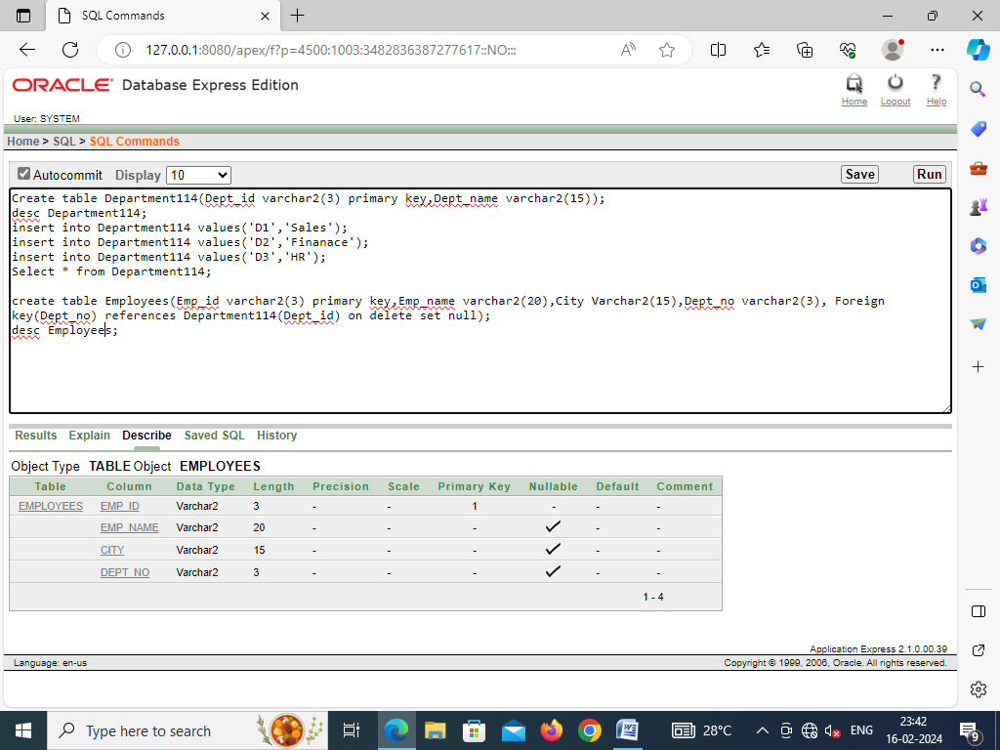 SQL Commands
127.0.0.1:8080/apex/f?p=4500:1003:3482836387277617::NO:::
ORACLE® Database Express Edition
Home Logout Help
User: SYSTEM
Home > SQL > SQL Commands
Autocommit Display 10 Save Run
Create table Department114(Dept_id varchar2(3) primary key,Dept_name varchar2(15));
desc Department114;
insert into Department114 values('D1','Sales');
insert into Department114 values('D2','Finanace');
insert into Department114 values('D3','HR');
Select * from Department114;
create table Employees(Emp_id varchar2(3) primary key,Emp_name varchar2(20),City Varchar2(15),Dept_no varchar2(3), Foreign
key(Dept_no) references Department114(Dept_id) on delete set null);
desc Employees;
Results Explain Describe Saved SQL History
Object Type TABLE Object EMPLOYEES
Table Column Data Type Length Precision Scale Primary Key Nullable Default Comment
EMPLOYEES EMP_ID Varchar2 3 - - 1 - - -
EMP_NAME Varchar2 20 - - - ✓ - -
CITY Varchar2 15 - - - ✓ - -
DEPT_NO Varchar2 3 - - - ✓ - -
1 - 4
Application Express 2.1.0.00.39
Language: en-us Copyright © 1999, 2006, Oracle. All rights reserved.
Type here to search 28°C ENG 23:42
16-02-2024 9